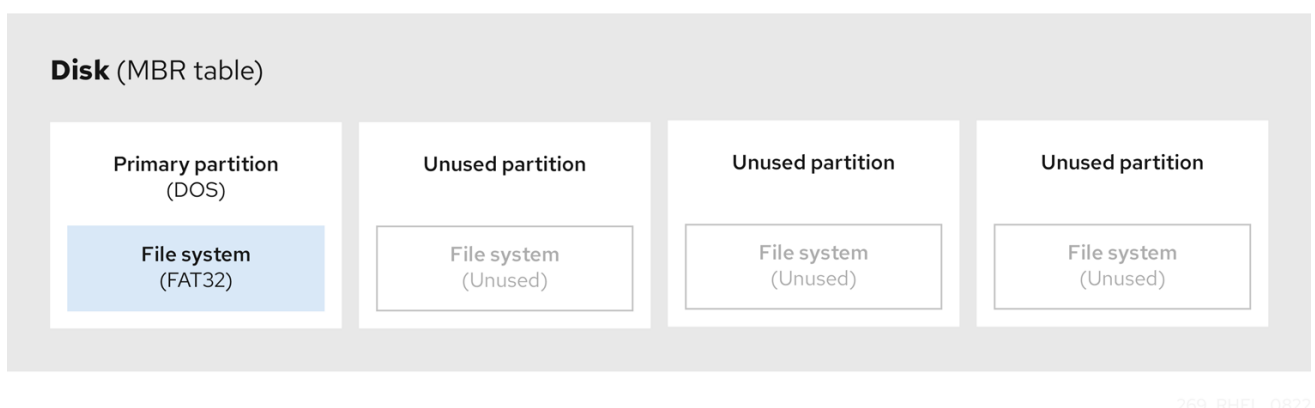 Disk (MBR table)
Primary partition
(DOS)
File system
(FAT32)
Unused partition
File system
(Unused)
Unused partition
File system
(Unused)
Unused partition
File system
(Unused)
269_RHEL_0822